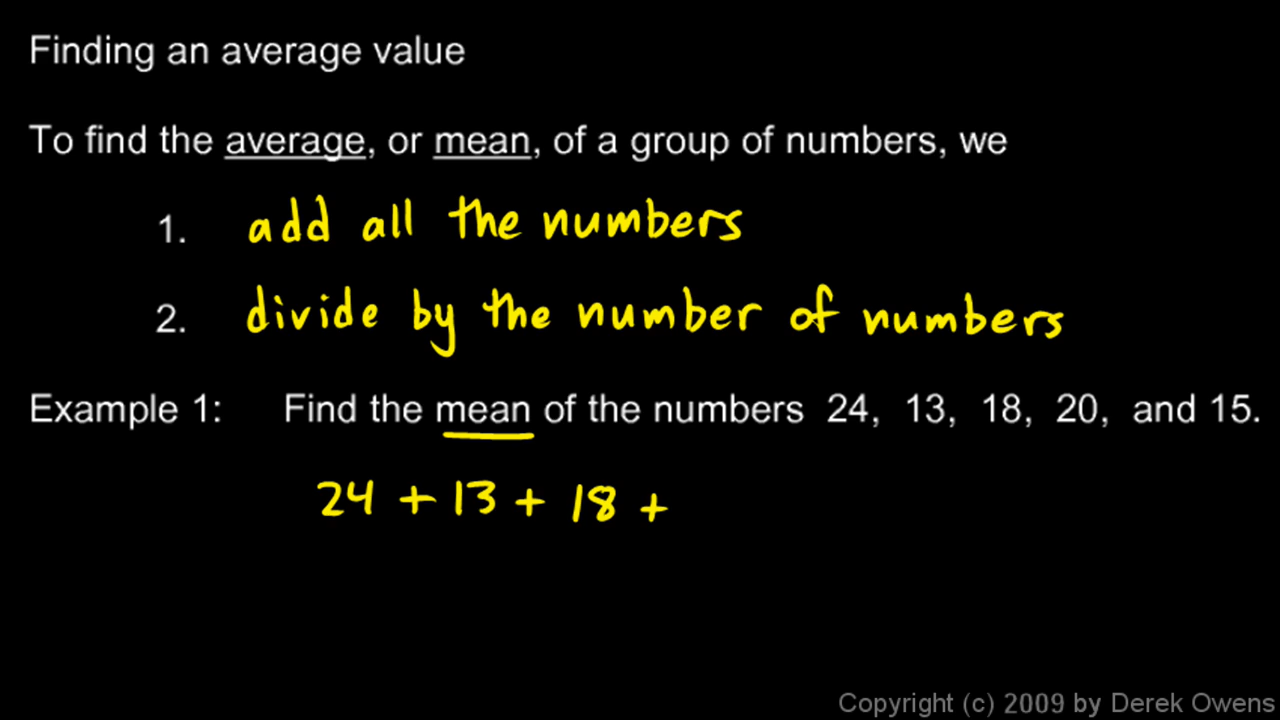 Finding an average value
To find the average, or mean, of a group of numbers, we
1. add all the numbers
2. divide by the number of numbers
Example 1: Find the mean of the numbers 24, 13, 18, 20, and 15.
24 + 13 + 18 +
Copyright (c) 2009 by Derek Owens